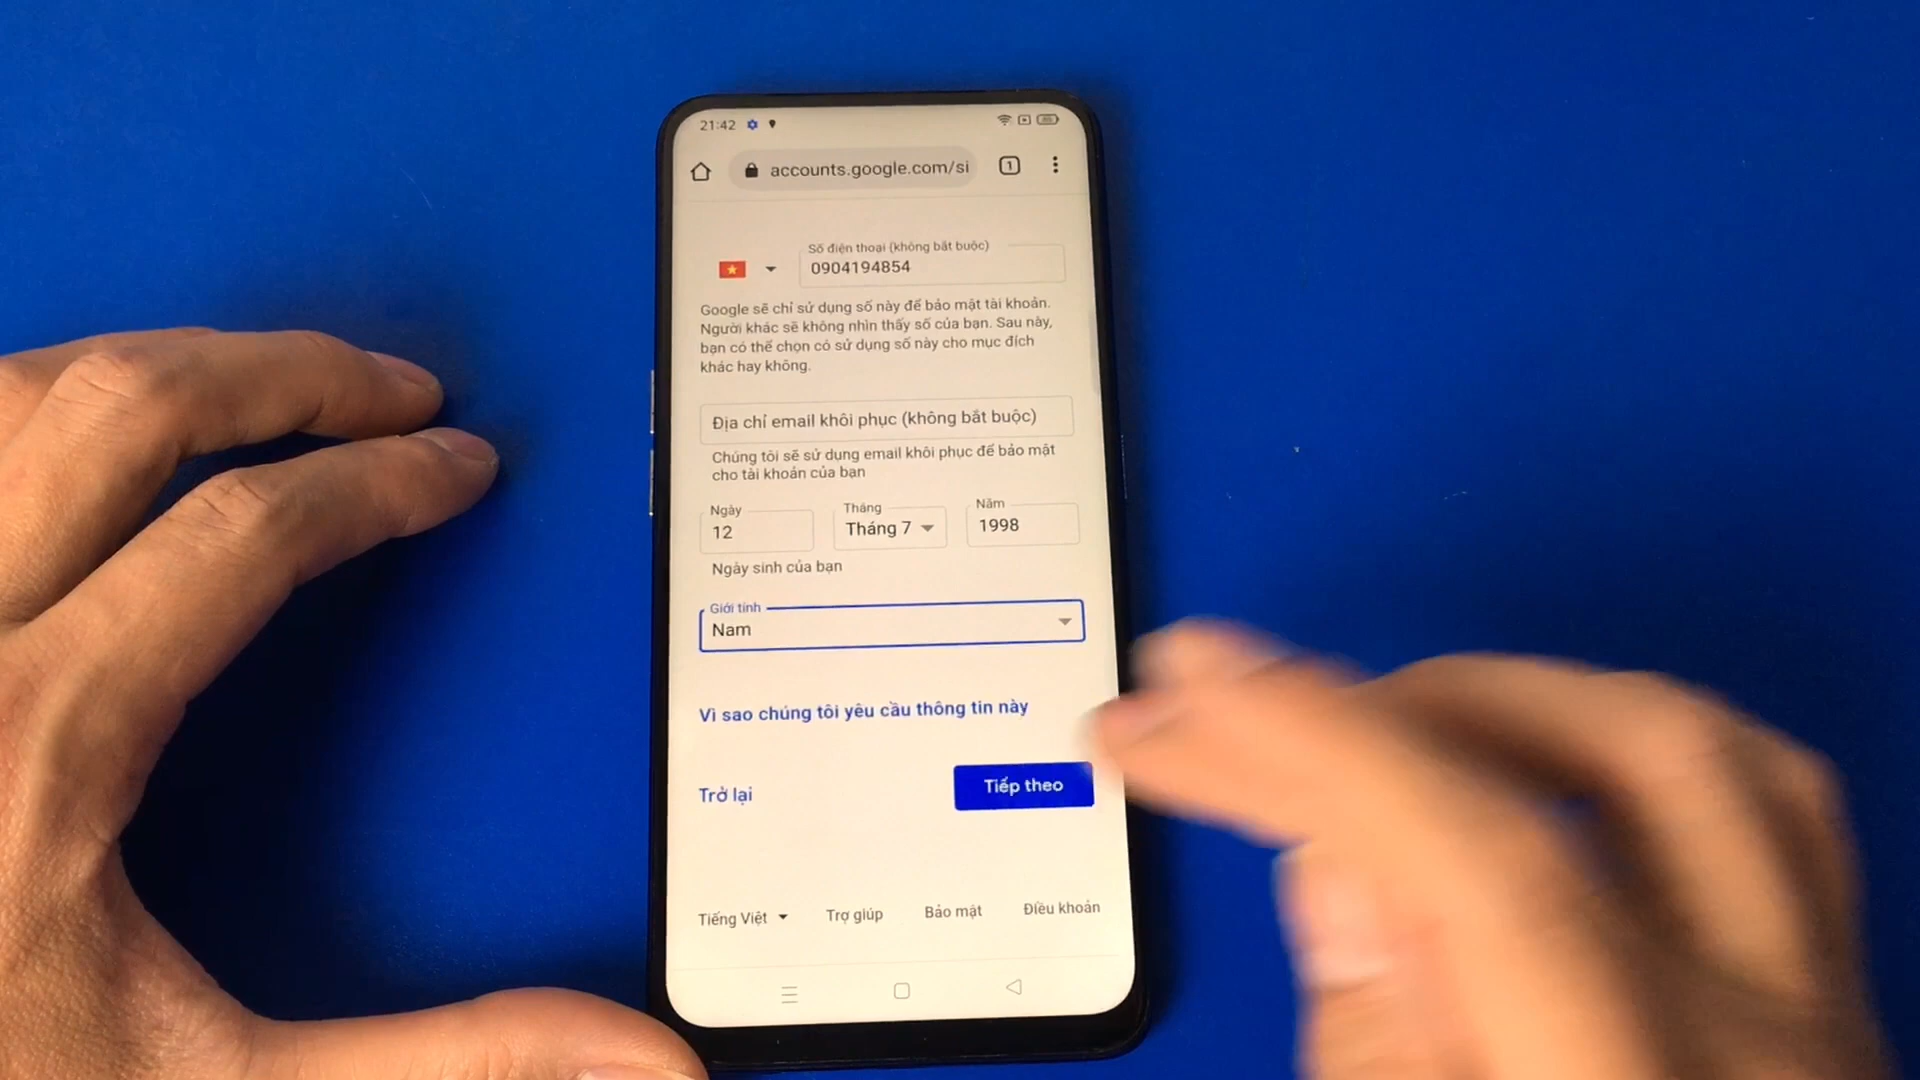 21:42
accounts.google.com/si
1
Số điện thoại (không bắt buộc)
0904194854
Google sẽ chỉ sử dụng số này để bảo mật tài khoản.
Người khác sẽ không nhìn thấy số của bạn. Sau này,
bạn có thể chọn có sử dụng số này cho mục đích
khác hay không.
Địa chỉ email khôi phục (không bắt buộc)
Chúng tôi sẽ sử dụng email khôi phục để bảo mật
cho tài khoản của bạn
Ngày Tháng Năm
12 Tháng 7 1998
Ngày sinh của bạn
Giới tính
Nam
Vì sao chúng tôi yêu cầu thông tin này
Trở lại Tiếp theo
Tiếng Việt Trợ giúp Bảo mật Điều khoản